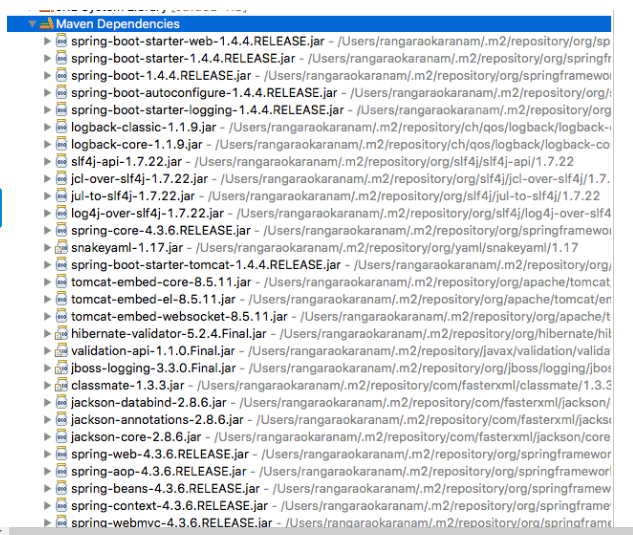 Maven Dependencies
spring-boot-starter-web-1.4.4.RELEASE.jar - /Users/rangaraokaranam/.m2/repository/org/sp
spring-boot-starter-1.4.4.RELEASE.jar - /Users/rangaraokaranam/.m2/repository/org/springfr
spring-boot-1.4.4.RELEASE.jar - /Users/rangaraokaranam/.m2/repository/org/springframewor
spring-boot-autoconfigure-1.4.4.RELEASE.jar - /Users/rangaraokaranam/.m2/repository/org/
spring-boot-starter-logging-1.4.4.RELEASE.jar - /Users/rangaraokaranam/.m2/repository/org
logback-classic-1.1.9.jar - /Users/rangaraokaranam/.m2/repository/ch/qos/logback/logback-
logback-core-1.1.9.jar - /Users/rangaraokaranam/.m2/repository/ch/qos/logback/logback-co
slf4j-api-1.7.22.jar - /Users/rangaraokaranam/.m2/repository/org/slf4j/slf4j-api/1.7.22
jcl-over-slf4j-1.7.22.jar - /Users/rangaraokaranam/.m2/repository/org/slf4j/jcl-over-slf4j/1.7.
jul-to-slf4j-1.7.22.jar - /Users/rangaraokaranam/.m2/repository/org/slf4j/jul-to-slf4j/1.7.22
log4j-over-slf4j-1.7.22.jar - /Users/rangaraokaranam/.m2/repository/org/slf4j/log4j-over-slf4
spring-core-4.3.6.RELEASE.jar - /Users/rangaraokaranam/.m2/repository/org/springframewor
snakeyaml-1.17.jar - /Users/rangaraokaranam/.m2/repository/org/yaml/snakeyaml/1.17
spring-boot-starter-tomcat-1.4.4.RELEASE.jar - /Users/rangaraokaranam/.m2/repository/org/
tomcat-embed-core-8.5.11.jar - /Users/rangaraokaranam/.m2/repository/org/apache/tomcat,
tomcat-embed-el-8.5.11.jar - /Users/rangaraokaranam/.m2/repository/org/apache/tomcat/en
tomcat-embed-websocket-8.5.11.jar - /Users/rangaraokaranam/.m2/repository/org/apache/t
hibernate-validator-5.2.4.Final.jar - /Users/rangaraokaranam/.m2/repository/org/hibernate/hib
validation-api-1.1.0.Final.jar - /Users/rangaraokaranam/.m2/repository/javax/validation/valida
jboss-logging-3.3.0.Final.jar - /Users/rangaraokaranam/.m2/repository/org/jboss/logging/jbos
classmate-1.3.3.jar - /Users/rangaraokaranam/.m2/repository/com/fasterxml/classmate/1.3.3
jackson-databind-2.8.6.jar - /Users/rangaraokaranam/.m2/repository/com/fasterxml/jackson/
jackson-annotations-2.8.6.jar - /Users/rangaraokaranam/.m2/repository/com/fasterxml/jackso
jackson-core-2.8.6.jar - /Users/rangaraokaranam/.m2/repository/com/fasterxml/jackson/core
spring-web-4.3.6.RELEASE.jar - /Users/rangaraokaranam/.m2/repository/org/springframewor
spring-aop-4.3.6.RELEASE.jar - /Users/rangaraokaranam/.m2/repository/org/springframewor
spring-beans-4.3.6.RELEASE.jar - /Users/rangaraokaranam/.m2/repository/org/springframew
spring-context-4.3.6.RELEASE.jar - /Users/rangaraokaranam/.m2/repository/org/springframe
spring-webmvc-4.3.6.RELEASE.jar - /Users/rangaraokaranam/.m2/repository/org/springframe